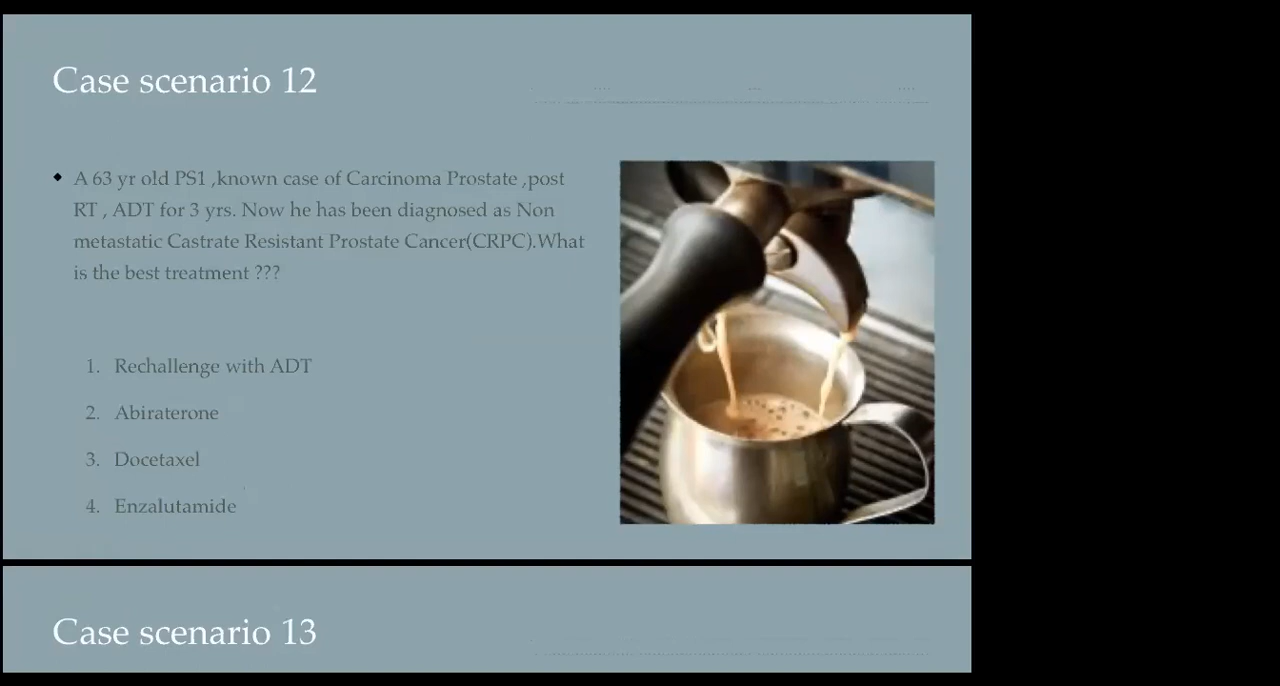 Case scenario 12
A 63 yr old PS1 ,known case of Carcinoma Prostate ,post
RT , ADT for 3 yrs. Now he has been diagnosed as Non
metastatic Castrate Resistant Prostate Cancer(CRPC).What
is the best treatment ???
1. Rechallenge with ADT
2. Abiraterone
3. Docetaxel
4. Enzalutamide
Case scenario 13